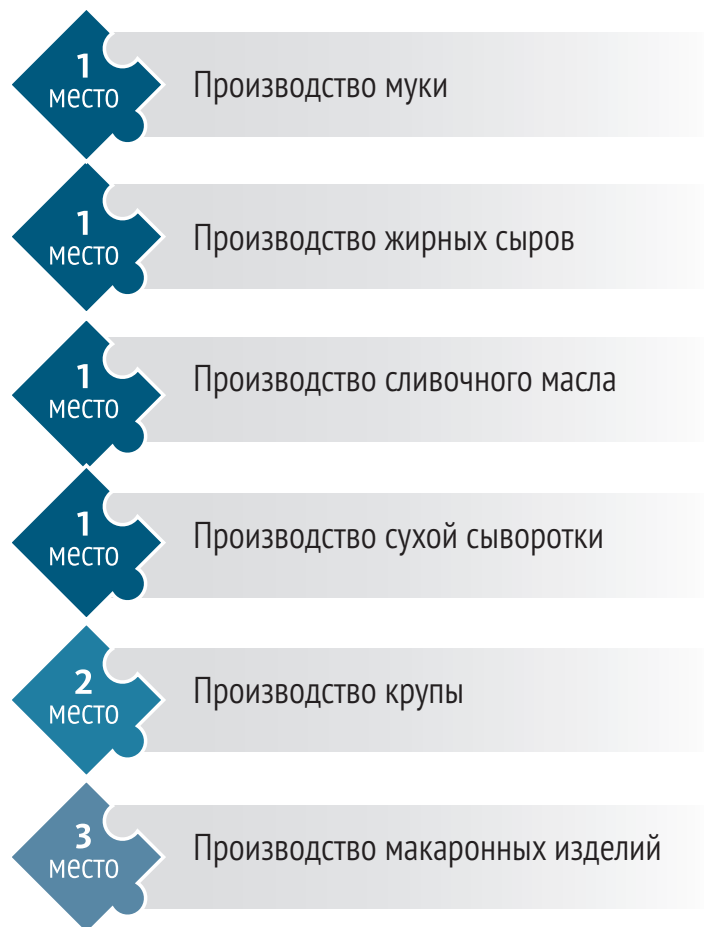 1
место
Производство муки
1
место
Производство жирных сыров
1
место
Производство сливочного масла
1
место
Производство сухой сыворотки
2
место
Производство крупы
3
место
Производство макаронных изделий